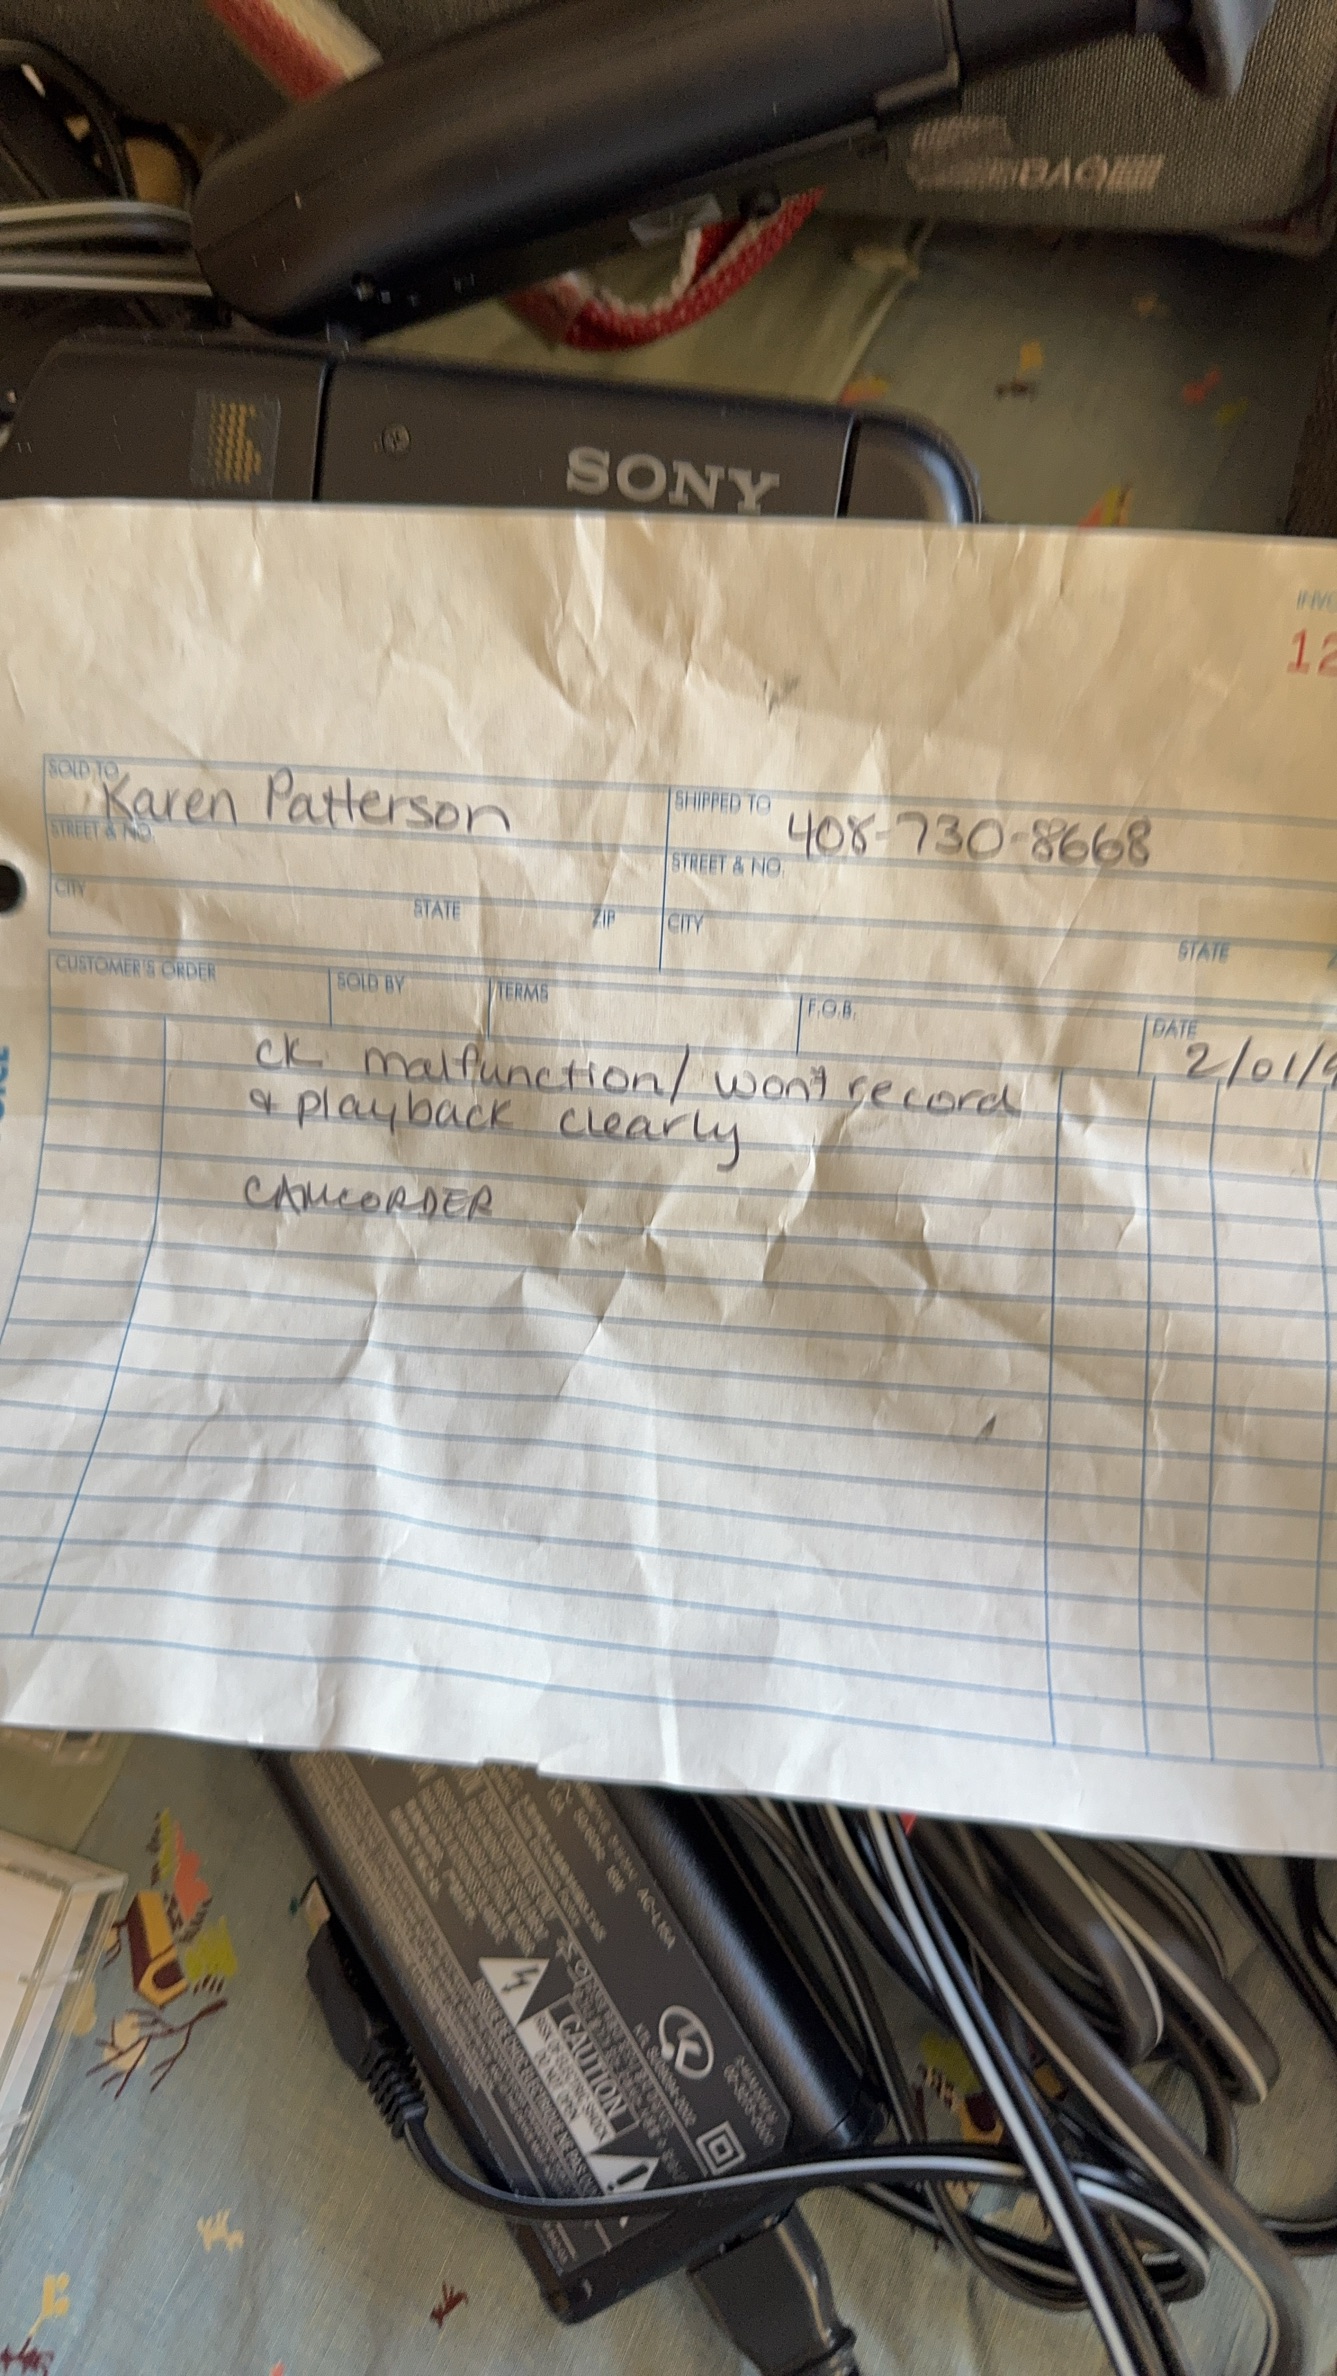 SONY
INVO
12
SOLD TO
Karen Patterson
STREET & NO.
CITY
STATE
ZIP
SHIPPED TO
408-730-8668
STREET & NO.
CITY
STATE
CUSTOMER'S ORDER
SOLD BY
TERMS
F.O.B.
DATE
2/01/9
ck malfunction/ won't record
& playback clearly
CAMCORDER
CAUTION